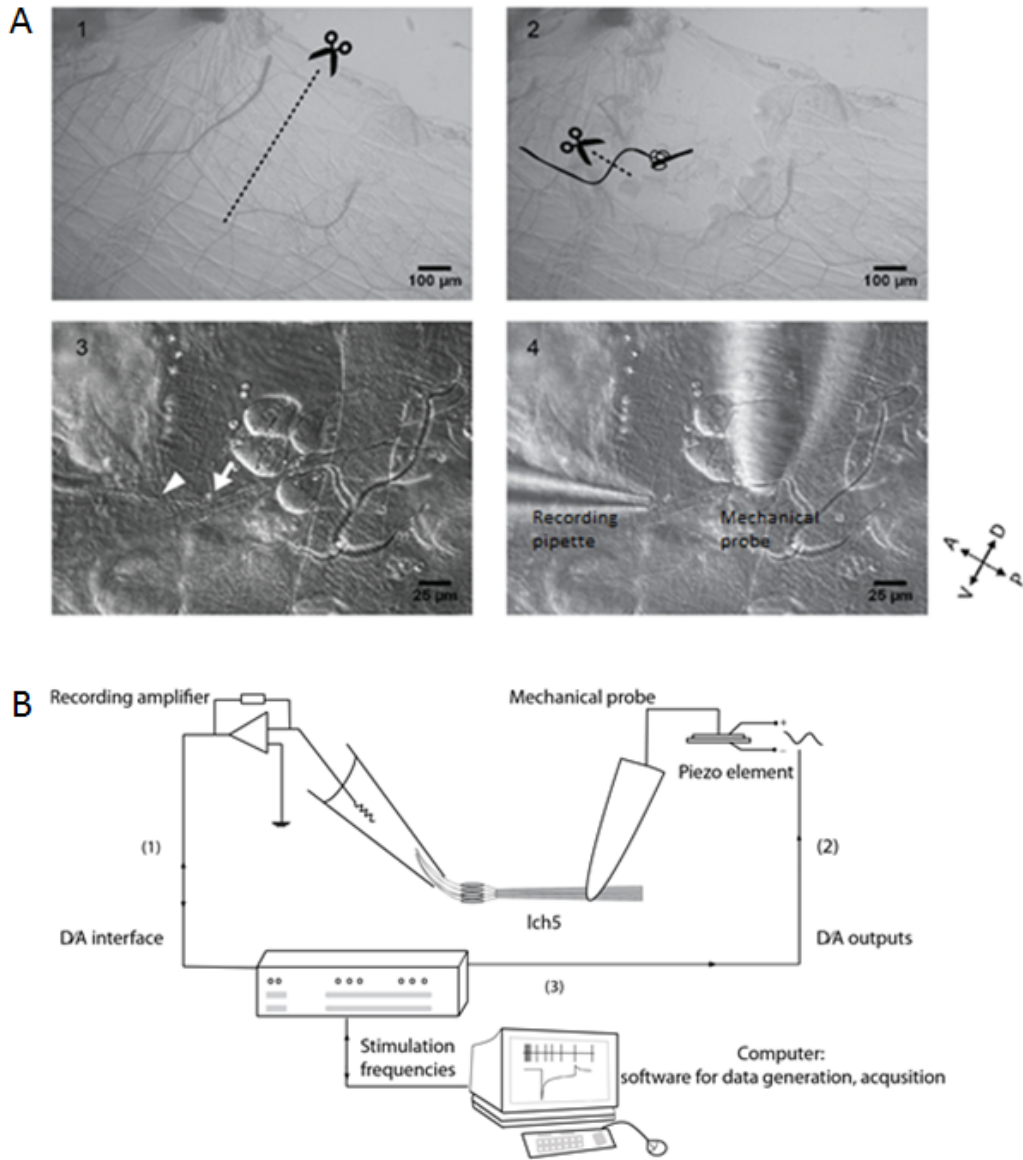 A
1
100 µm
2
100 µm
3
25 µm
4
Recording
pipette
Mechanical
probe
25 µm
A
D
V
P
B
Recording amplifier
Mechanical probe
+
-
Piezo element
(1)
(2)
lch5
D/A interface
D/A outputs
(3)
Stimulation
frequencies
Computer:
software for data generation, acqusition